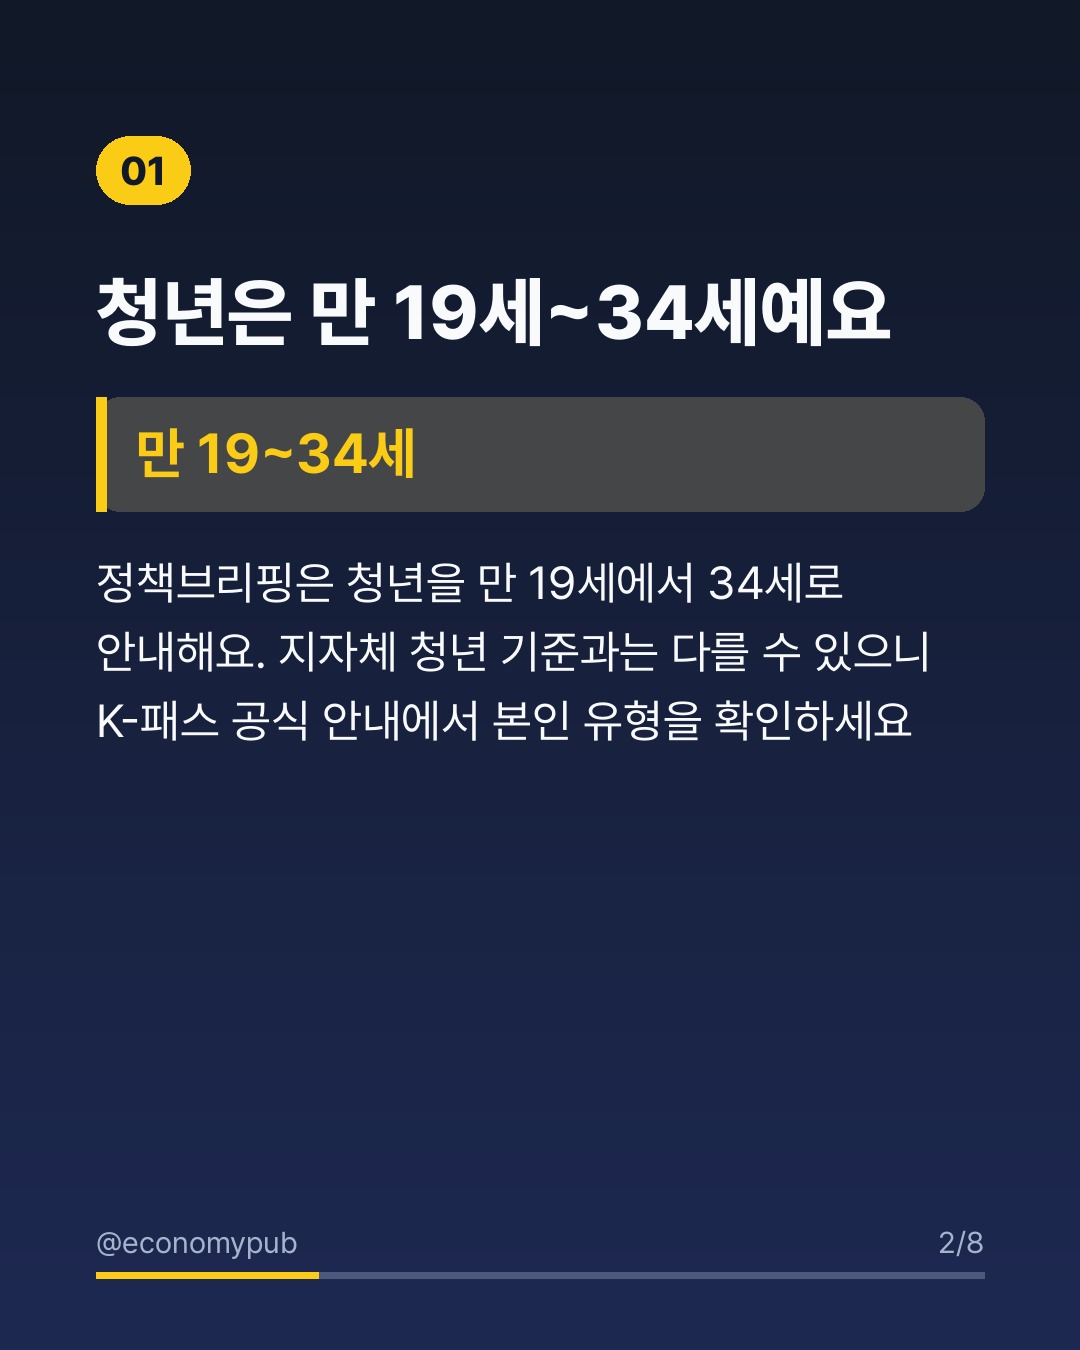 01
청년은 만 19세~34세예요
만 19~34세
정책브리핑은 청년을 만 19세에서 34세로
안내해요. 지자체 청년 기준과는 다를 수 있으니
K-패스 공식 안내에서 본인 유형을 확인하세요
@economypub
2/8